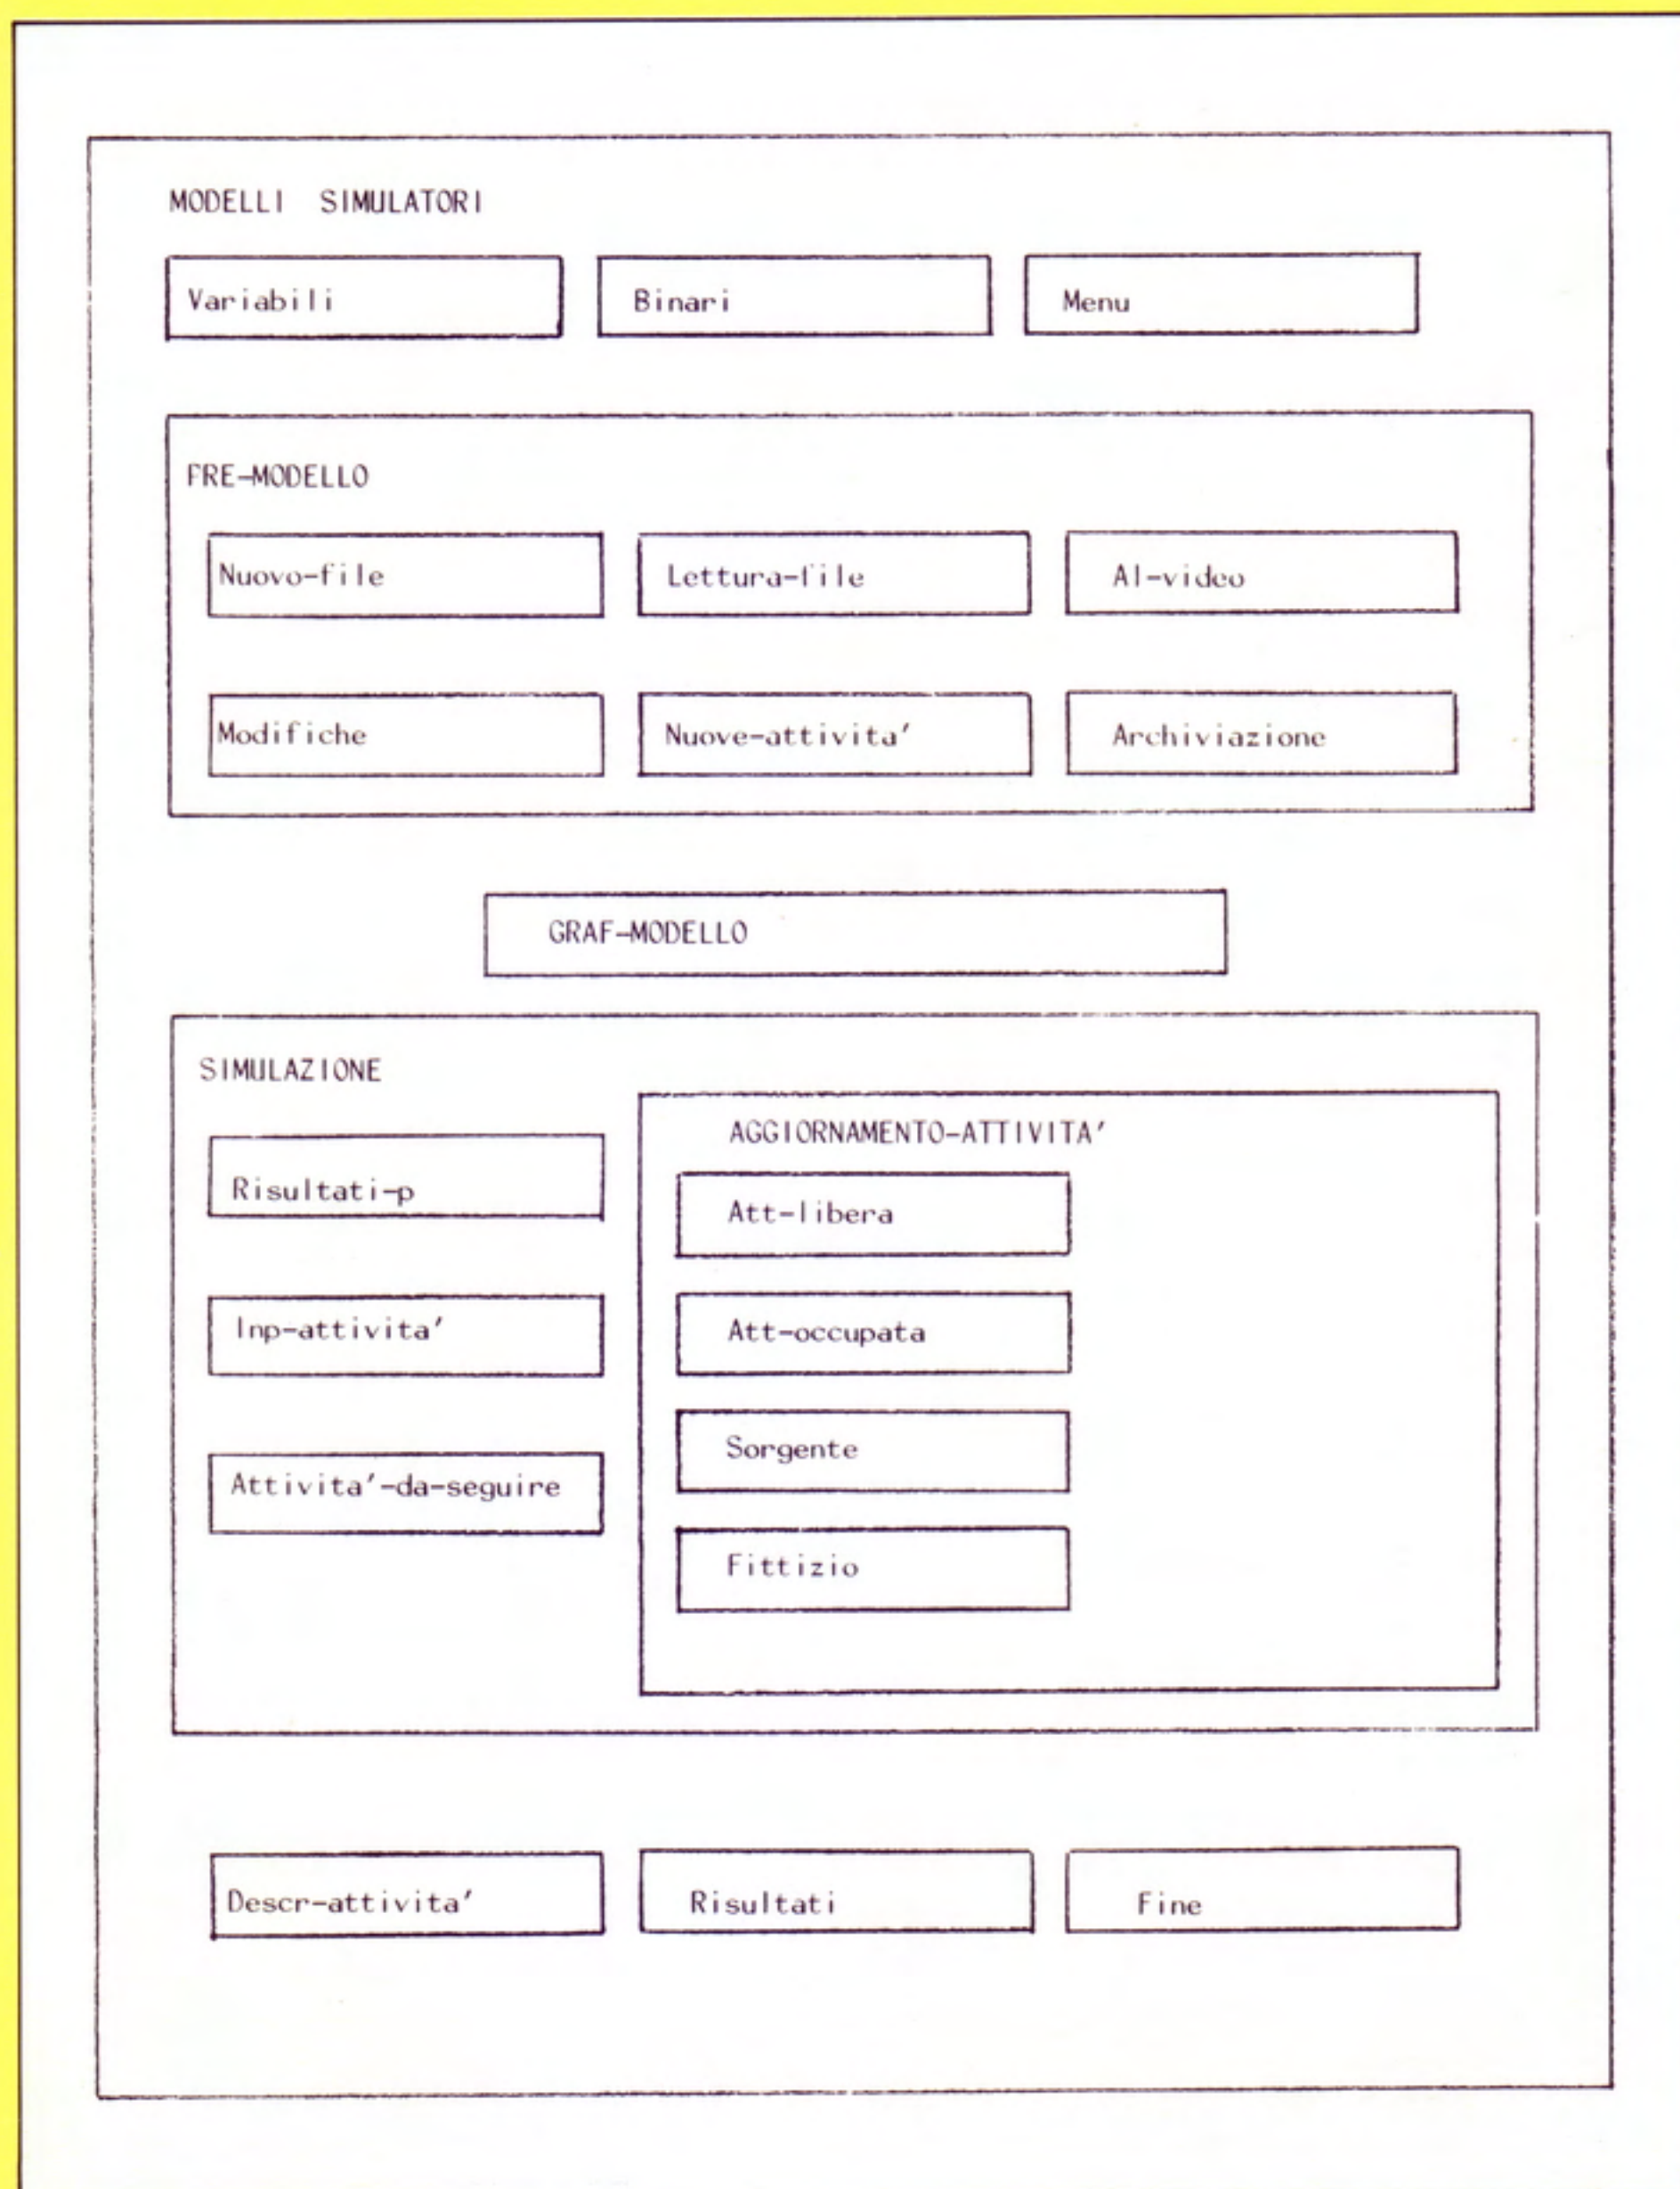 MODELLI SIMULATORI
Variabili Binari Menu
FRE-MODELLO
Nuovo-file Lettura-file Al-video
Modifiche Nuove-attivita' Archiviazione
GRAF-MODELLO
SIMULAZIONE
AGGIORNAMENTO-ATTIVITA'
Risultati-p
Att-libera
Inp-attivita'
Att-occupata
Attivita'-da-seguire
Sorgente
Fittizio
Descr-attivita' Risultati Fine